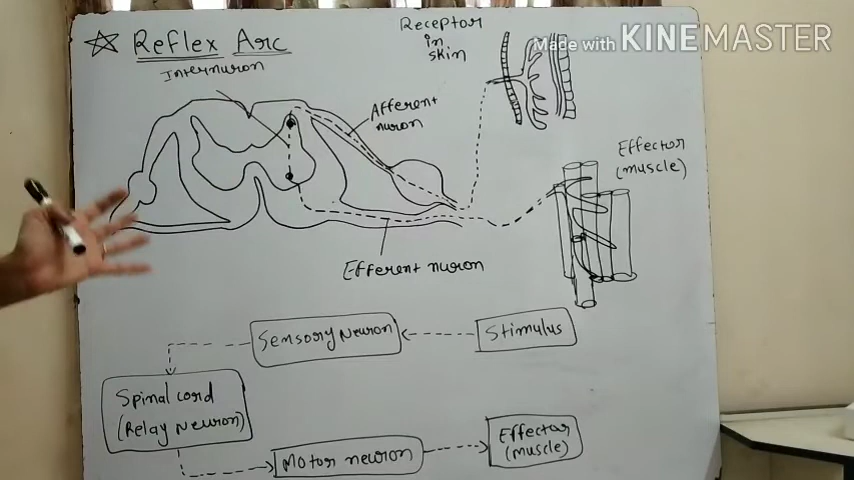 ☆ Reflex Arc
Internuron
Receptor
in
skin
Made with KINEMASTER
Afferent
nuron
Effector
(muscle)
Efferent nuron
Sensory Neuron
Stimulus
Spinal cord
(Relay Neuron)
Motor neuron
Effector
(muscle)